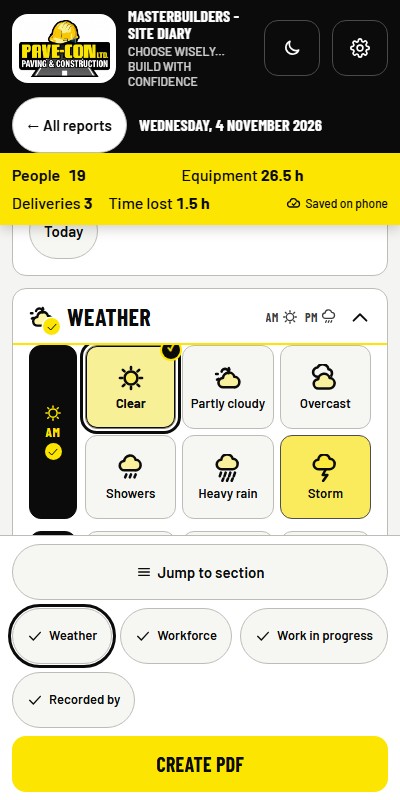 MASTERBUILDERS - SITE DIARY
CHOOSE WISELY... BUILD WITH CONFIDENCE
PAVE-CON LTD.
PAVING & CONSTRUCTION
← All reports
WEDNESDAY, 4 NOVEMBER 2026
People 19
Equipment 26.5 h
Deliveries 3
Time lost 1.5 h
Saved on phone
Today
WEATHER
AM
PM
AM
Clear
Partly cloudy
Overcast
Showers
Heavy rain
Storm
Jump to section
Weather
Workforce
Work in progress
Recorded by
CREATE PDF